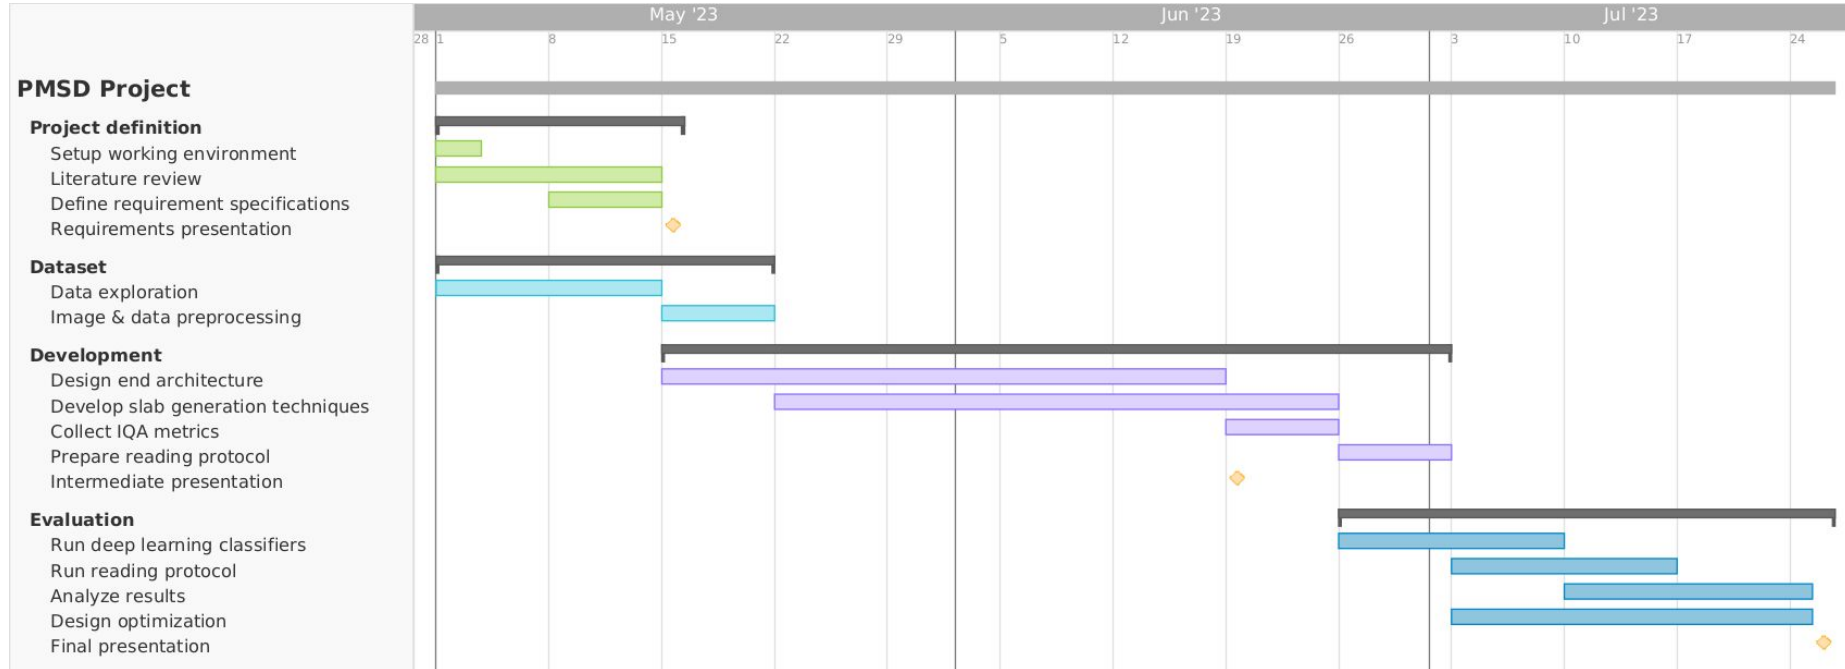 May '23 Jun '23 Jul '23
28 1 8 15 22 29 5 12 19 26 3 10 17 24
PMSD Project
Project definition
Setup working environment
Literature review
Define requirement specifications
Requirements presentation
Dataset
Data exploration
Image & data preprocessing
Development
Design end architecture
Develop slab generation techniques
Collect IQA metrics
Prepare reading protocol
Intermediate presentation
Evaluation
Run deep learning classifiers
Run reading protocol
Analyze results
Design optimization
Final presentation